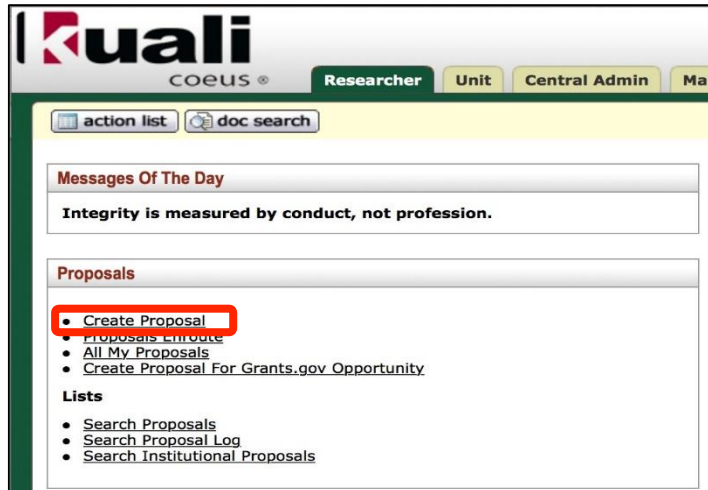 Kuali
coeus ®
Researcher Unit Central Admin Ma
action list doc search
Messages Of The Day
Integrity is measured by conduct, not profession.
Proposals
Create Proposal
Proposals Enroute
All My Proposals
Create Proposal For Grants.gov Opportunity
Lists
Search Proposals
Search Proposal Log
Search Institutional Proposals